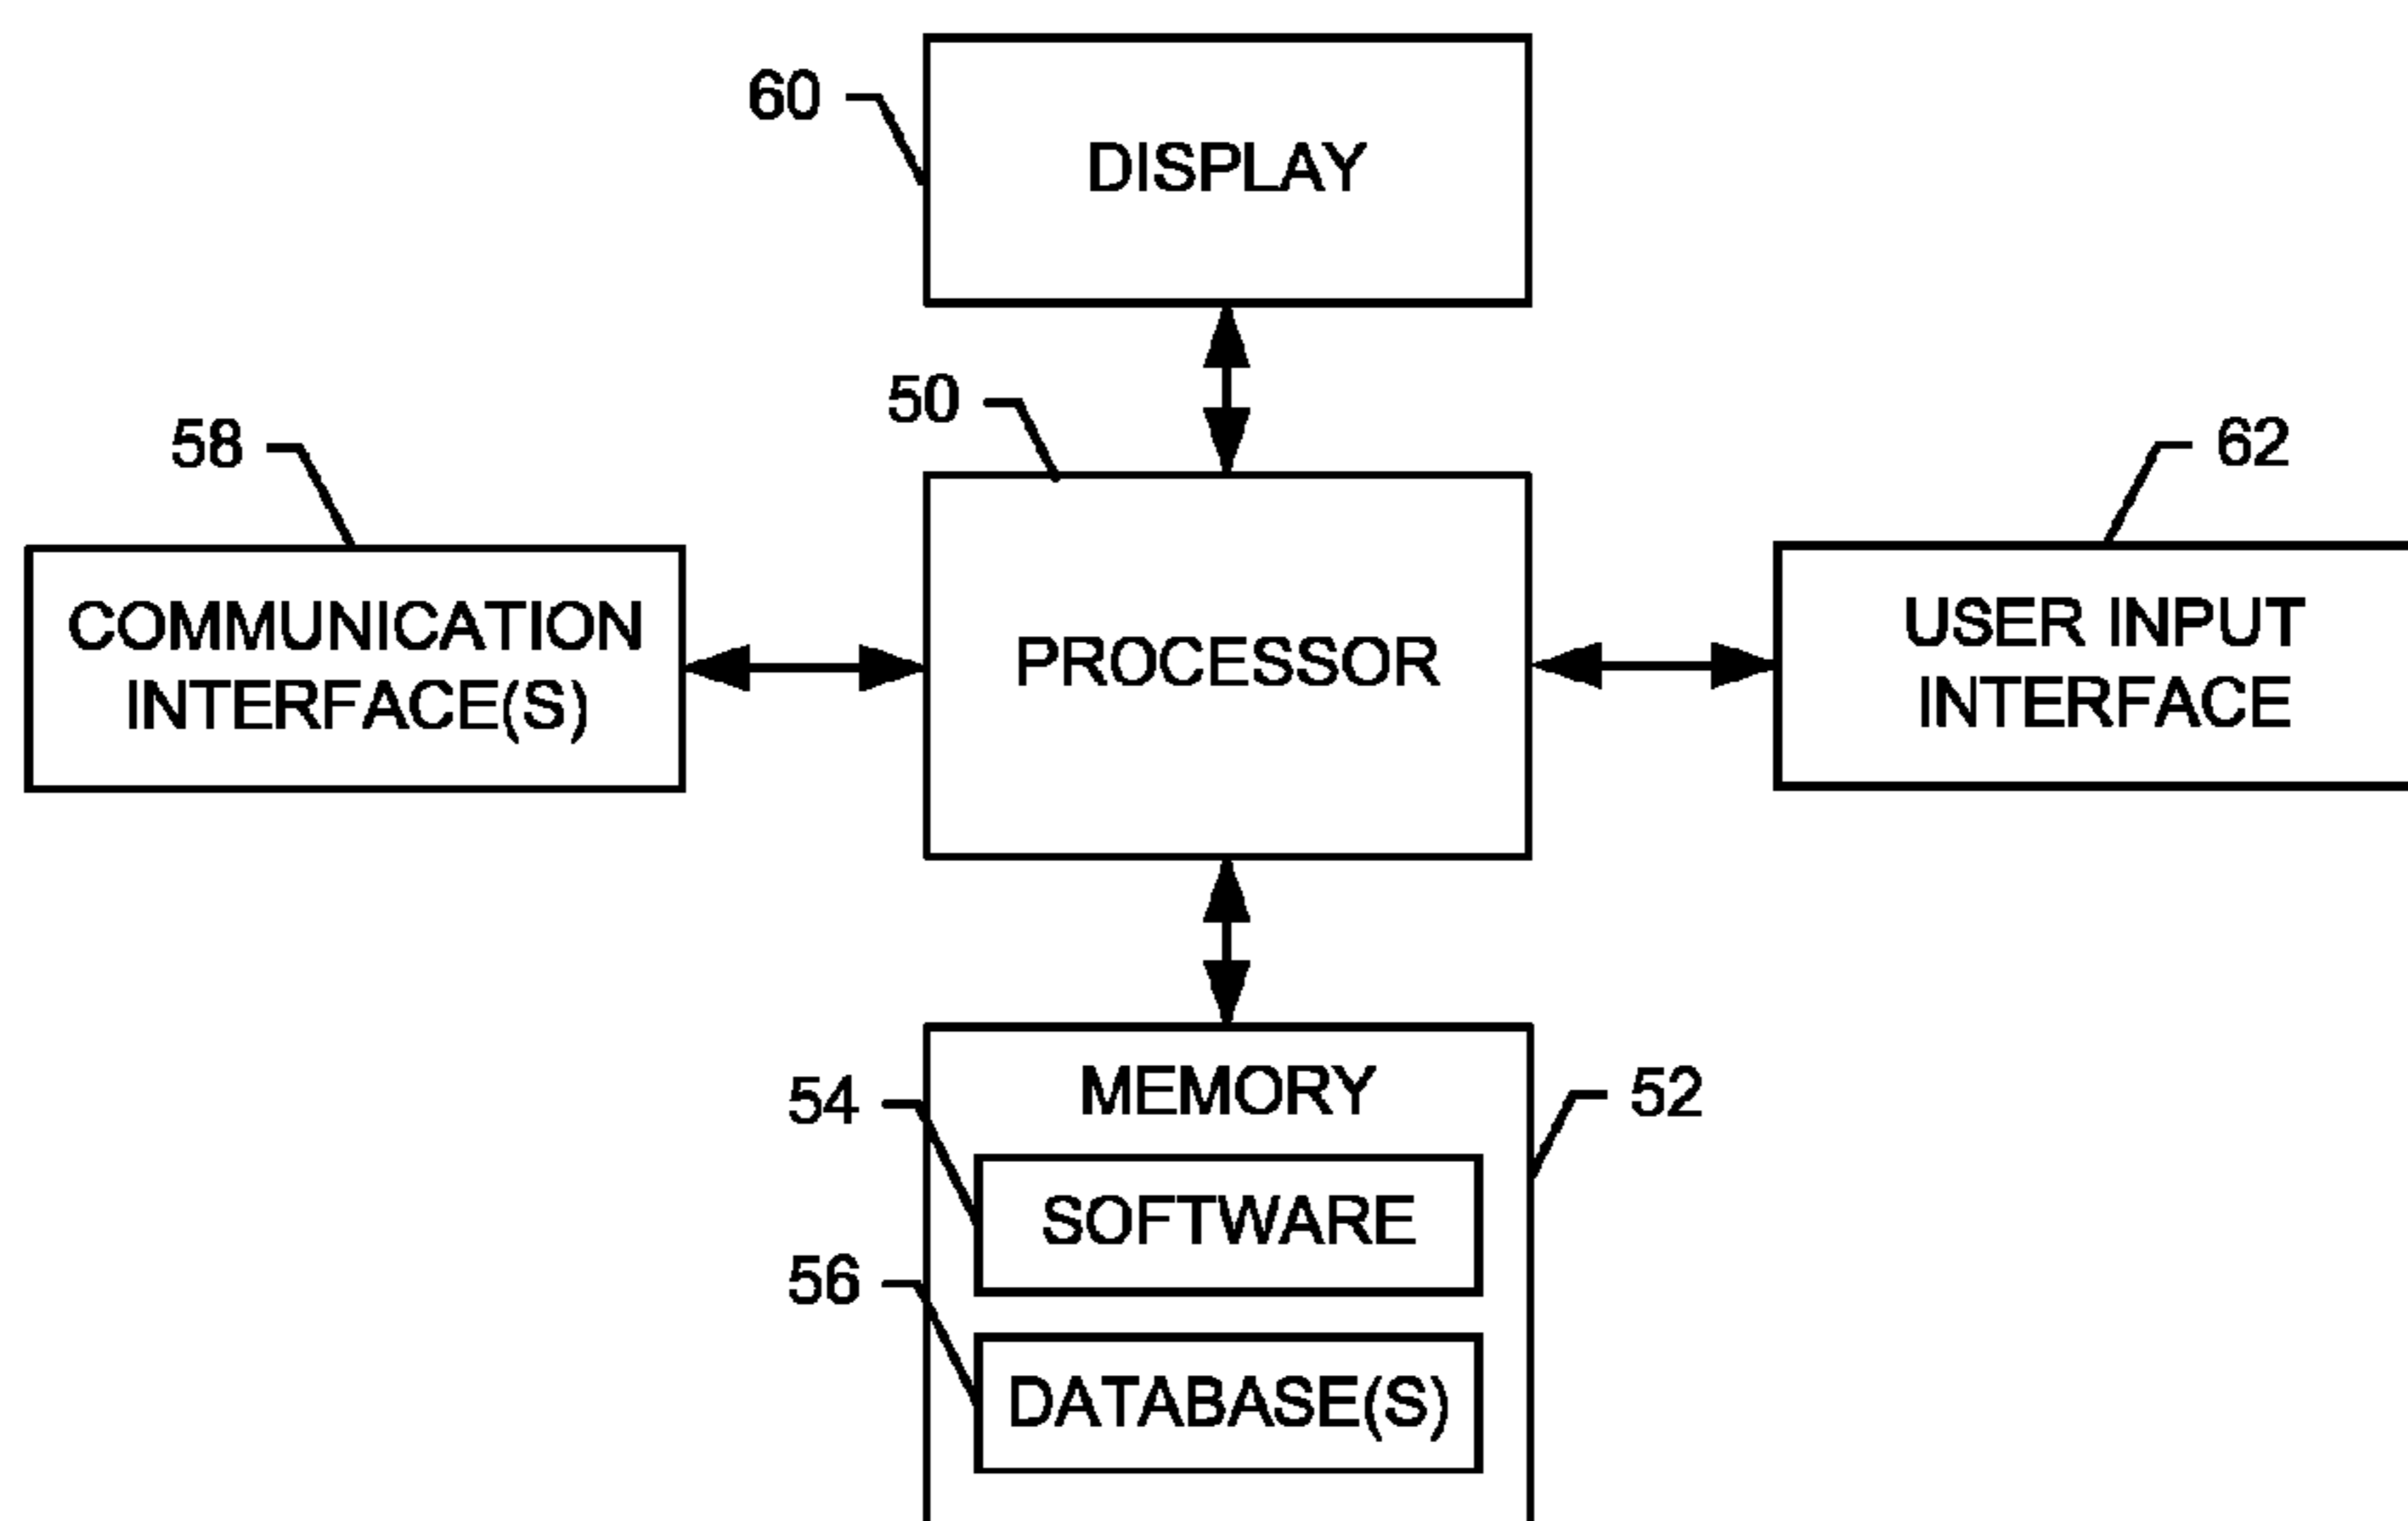 60
DISPLAY
50
58
62
COMMUNICATION
INTERFACE(S)
PROCESSOR
USER INPUT
INTERFACE
MEMORY
54
52
SOFTWARE
56
DATABASE(S)